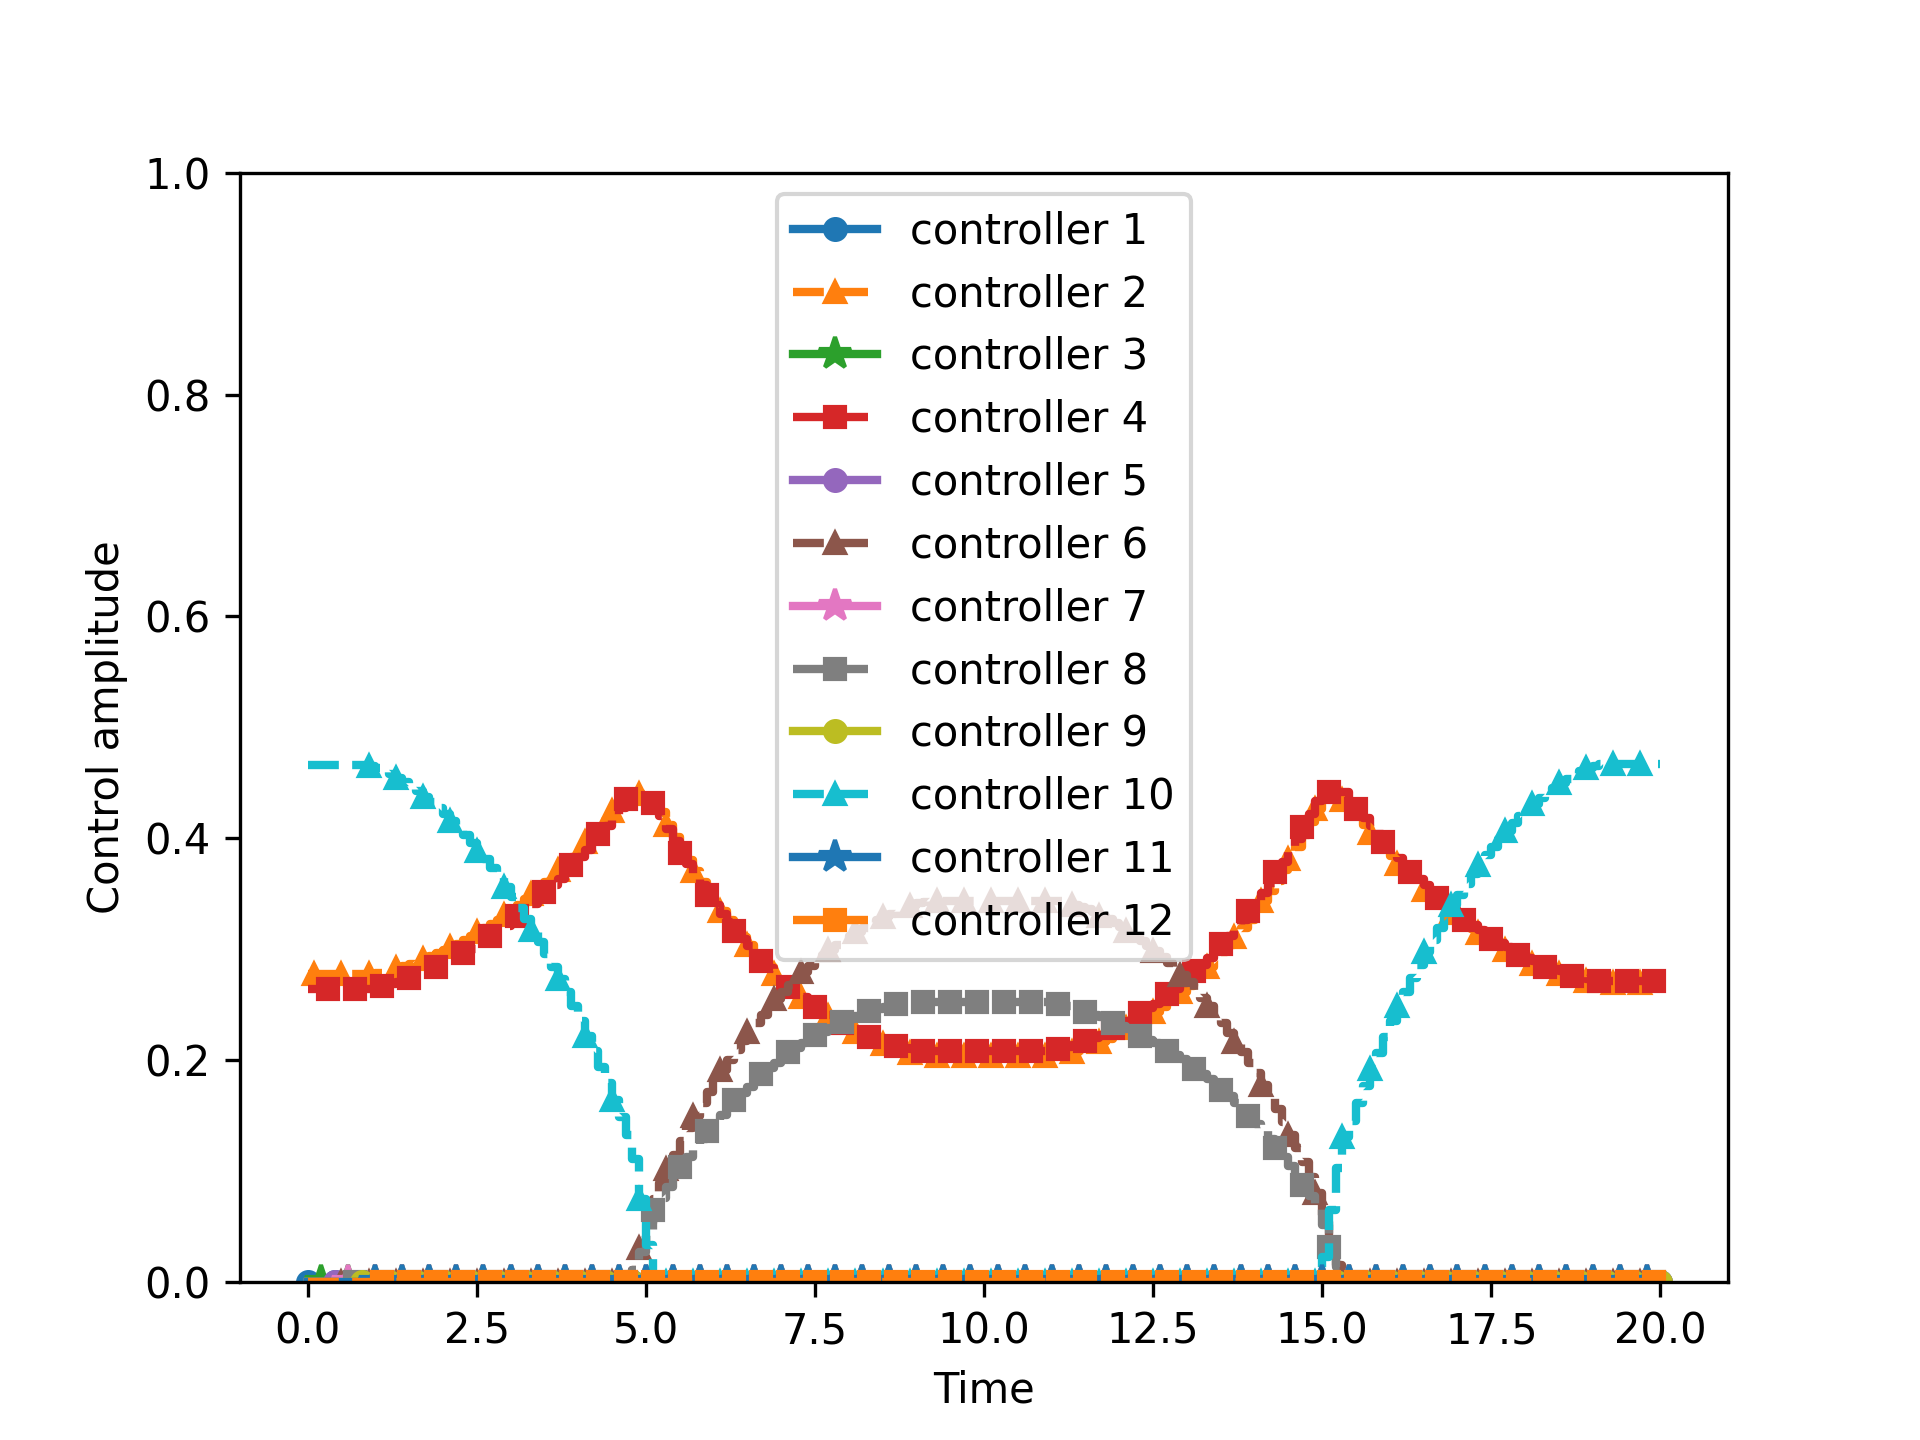 1.0
0.8
0.6
0.4
0.2
0.0
Control amplitude
controller 1
controller 2
controller 3
controller 4
controller 5
controller 6
controller 7
controller 8
controller 9
controller 10
controller 11
controller 12
0.0 2.5 5.0 7.5 10.0 12.5 15.0 17.5 20.0
Time